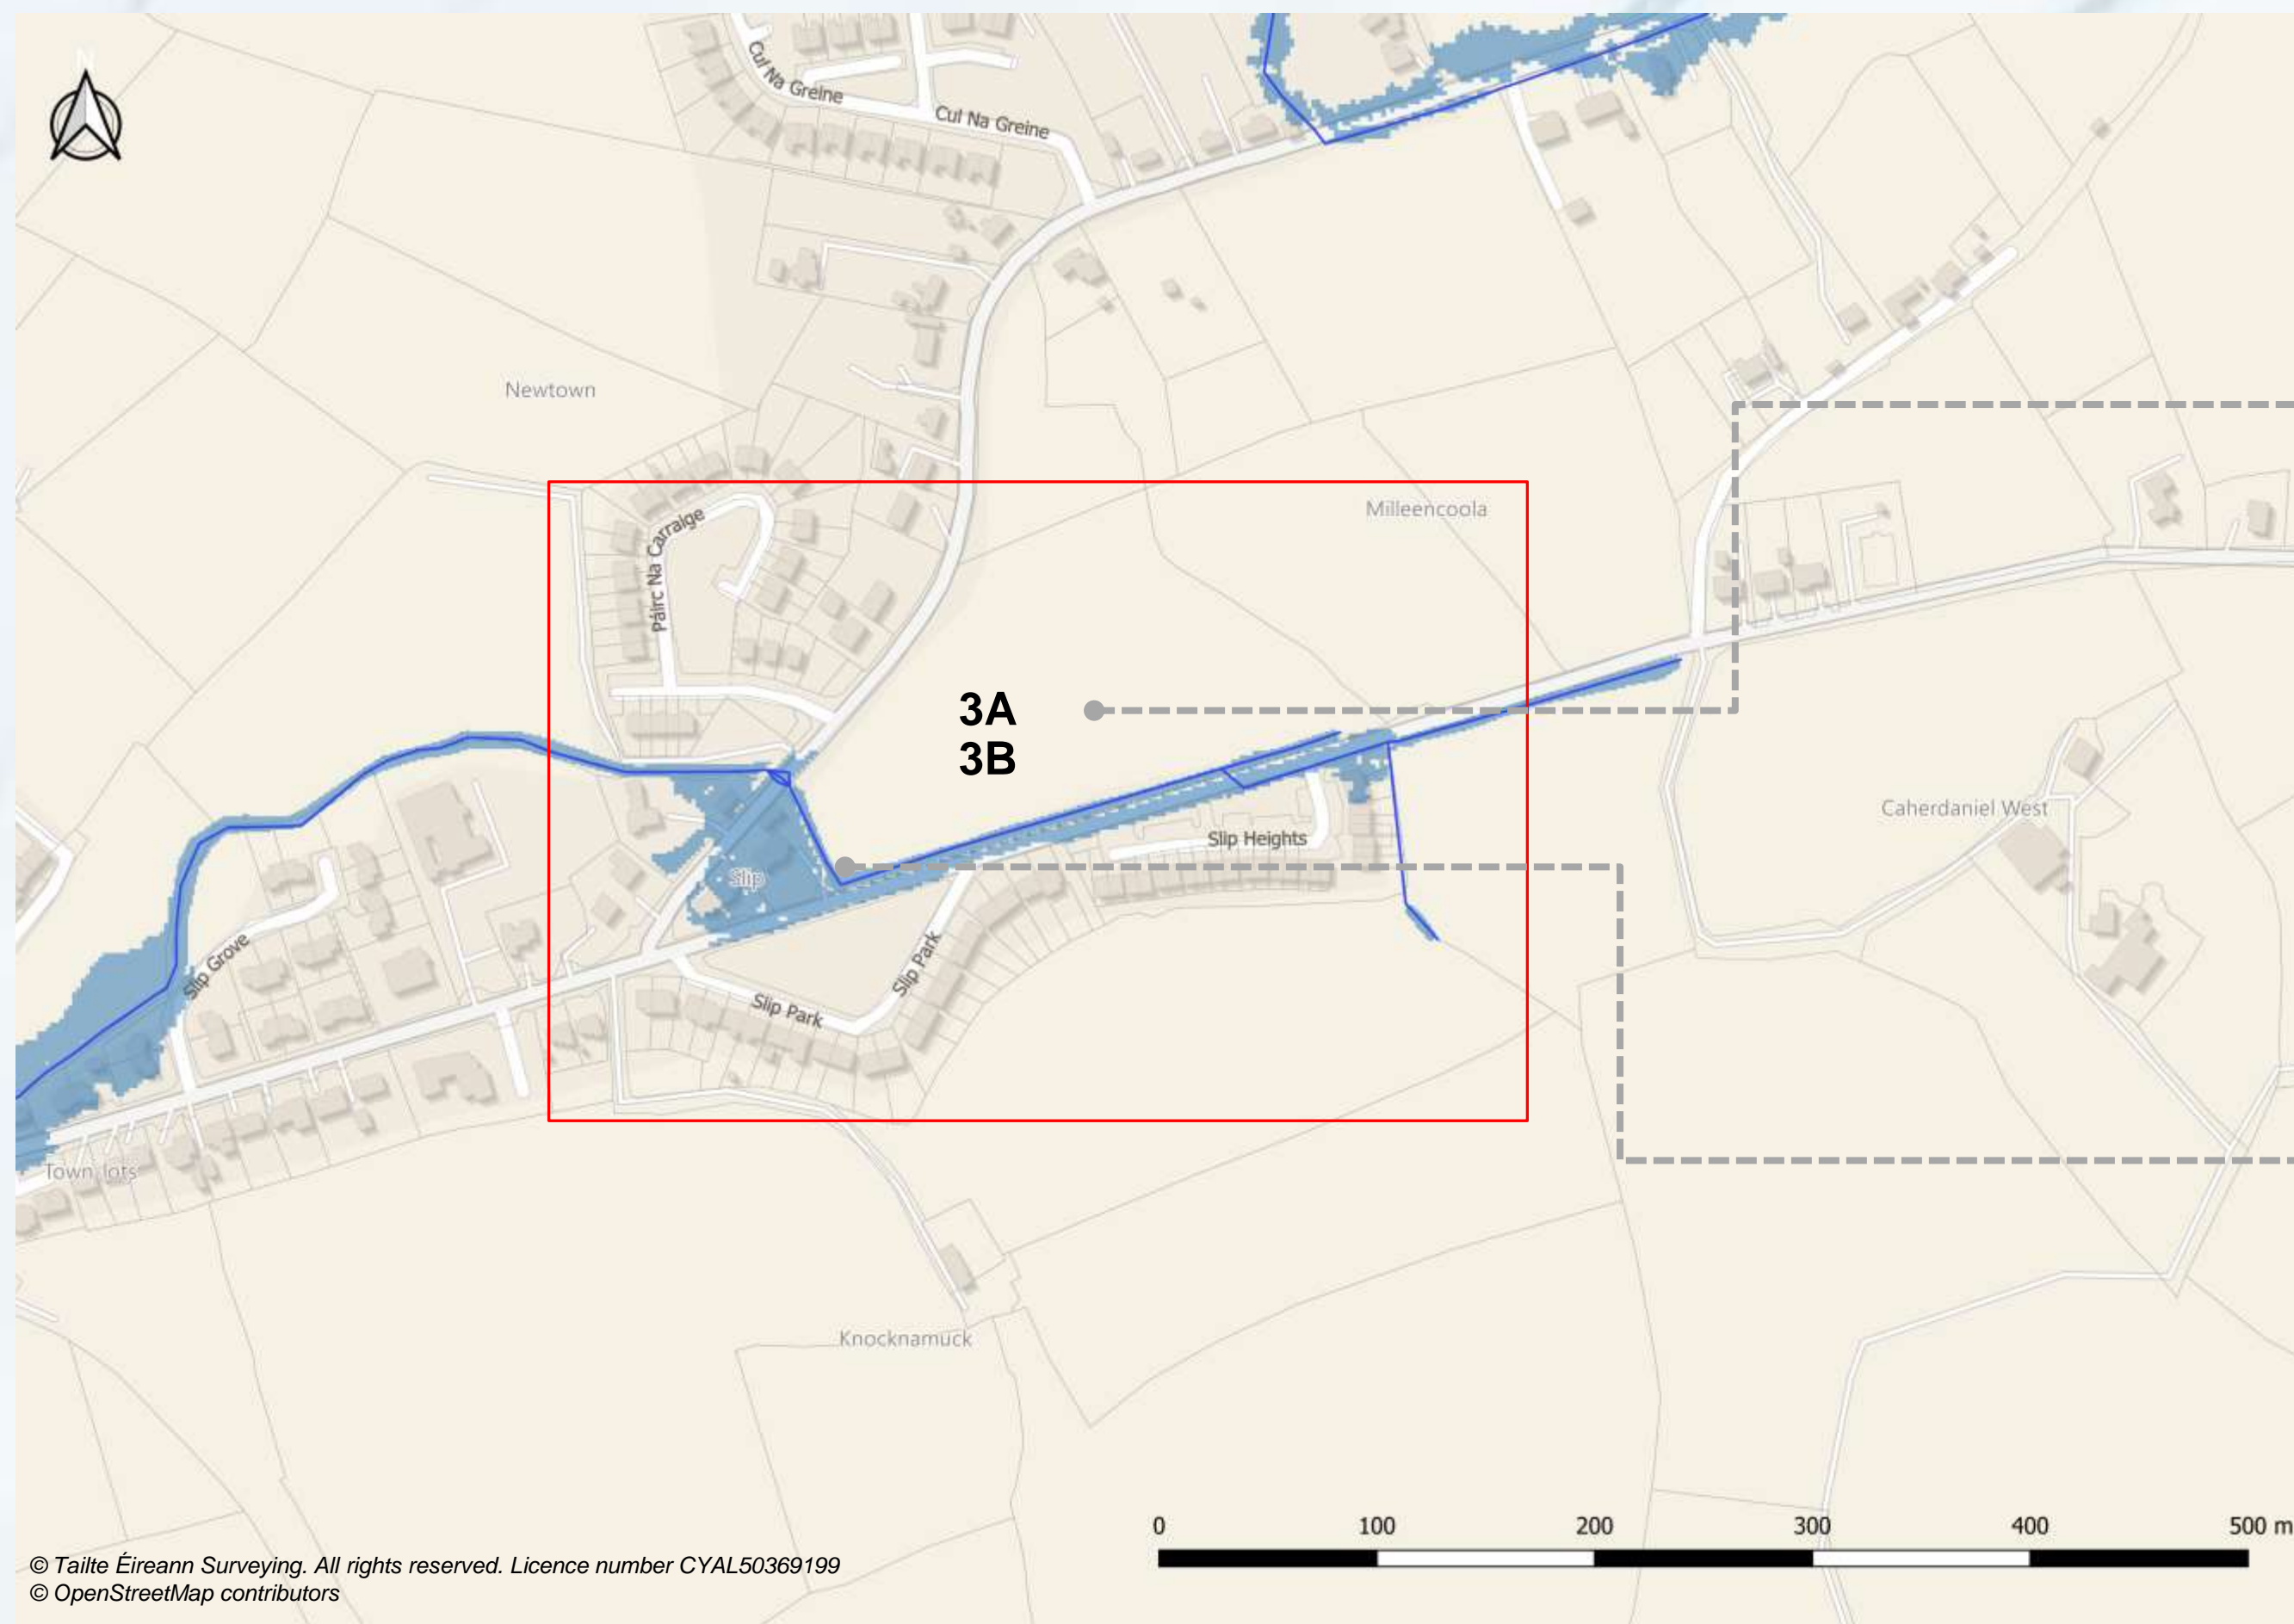 N
Cul Na Greine
Cul Na Greine
Newtown
Milleencoola
Páirc Na Carraige
3A
3B
Slip Heights
Caherdaniel West
Slip
Slip Grove
Slip Park
Slip Park
Town lots
Knocknamuck
0 100 200 300 400 500 m
© Tailte Éireann Surveying. All rights reserved. Licence number CYAL50369199
© OpenStreetMap contributors